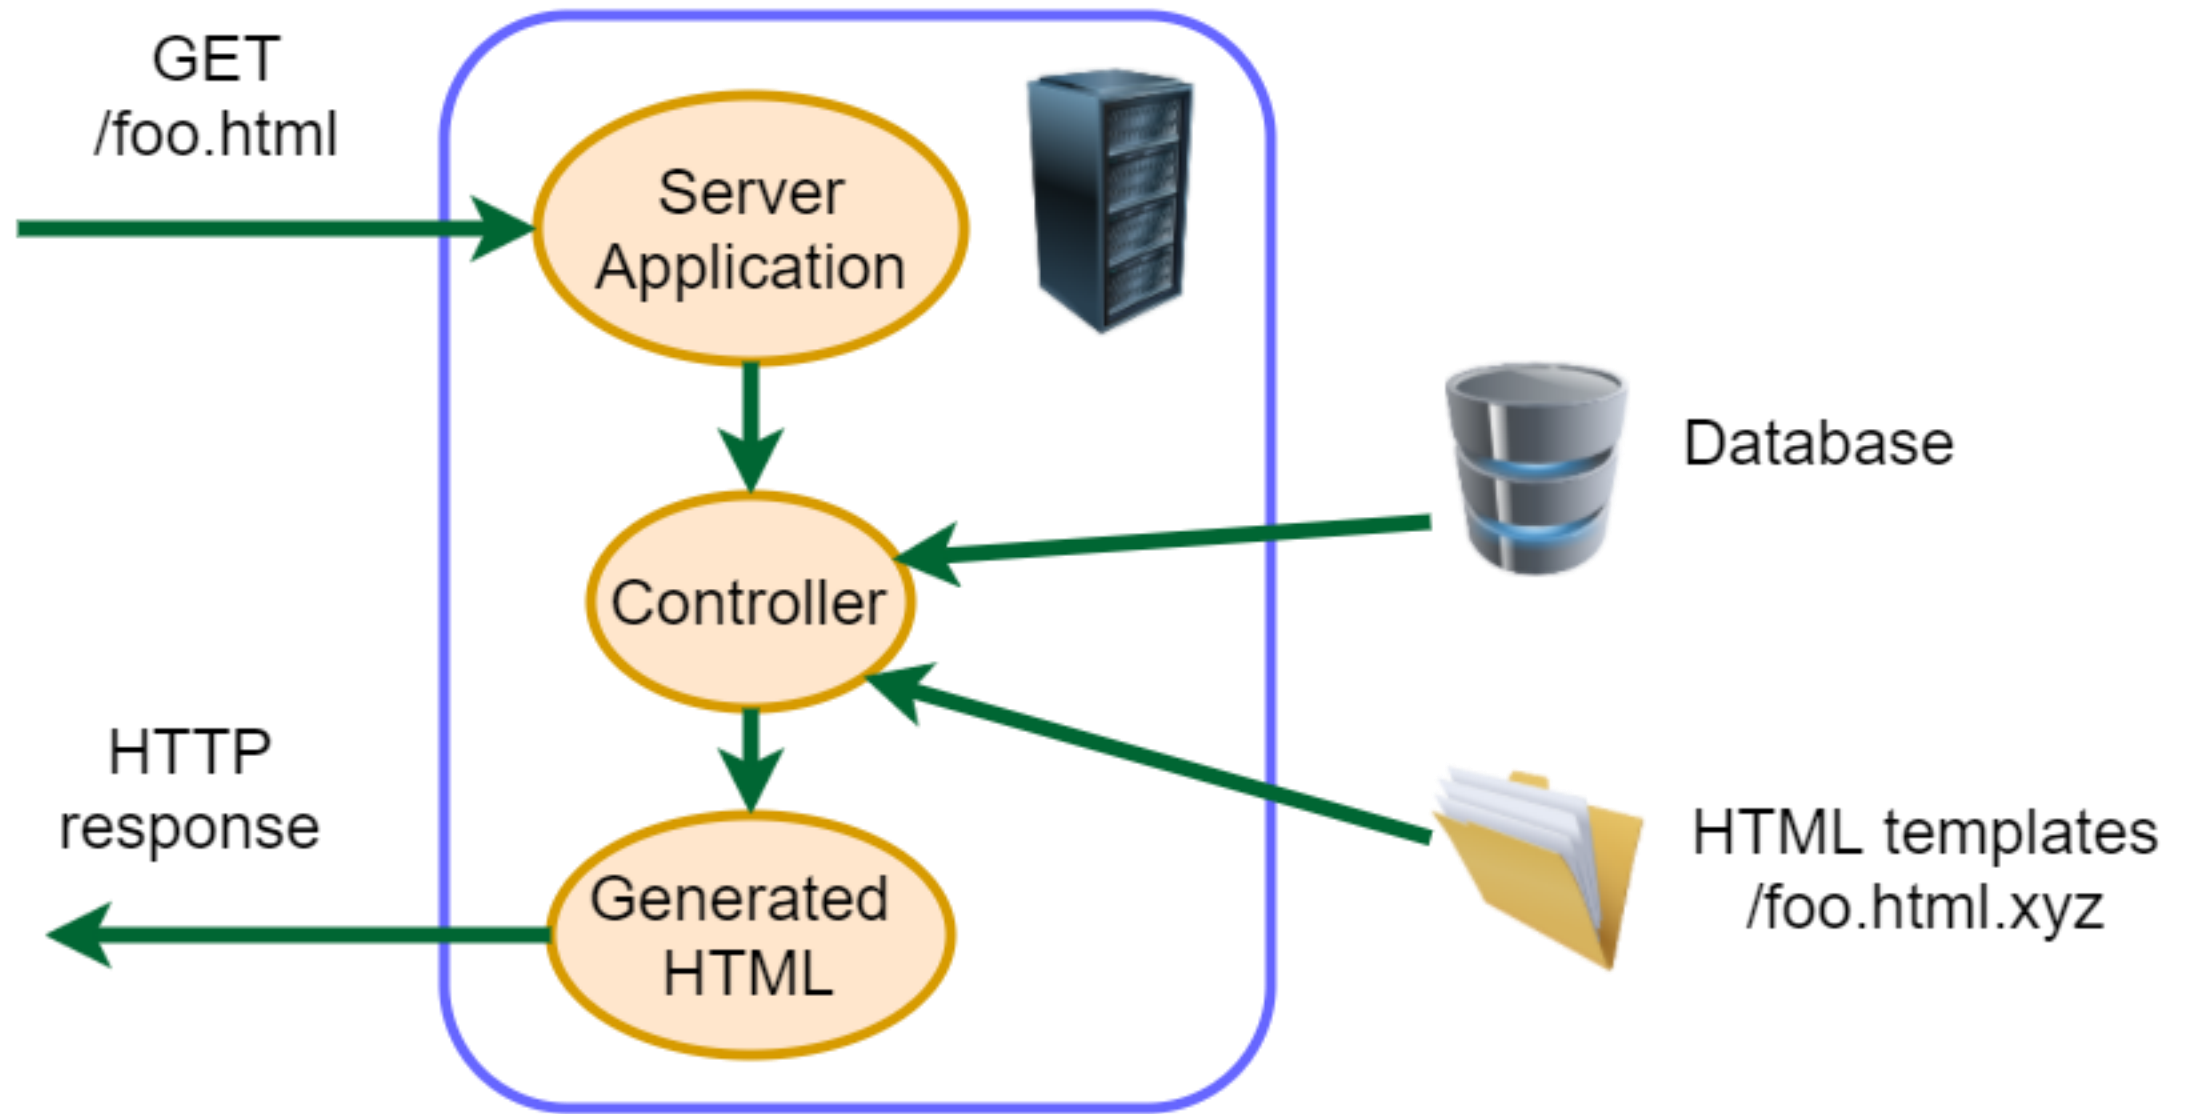 GET
/foo.html
Server
Application
Database
Controller
HTTP
response
Generated
HTML
HTML templates
/foo.html.xyz